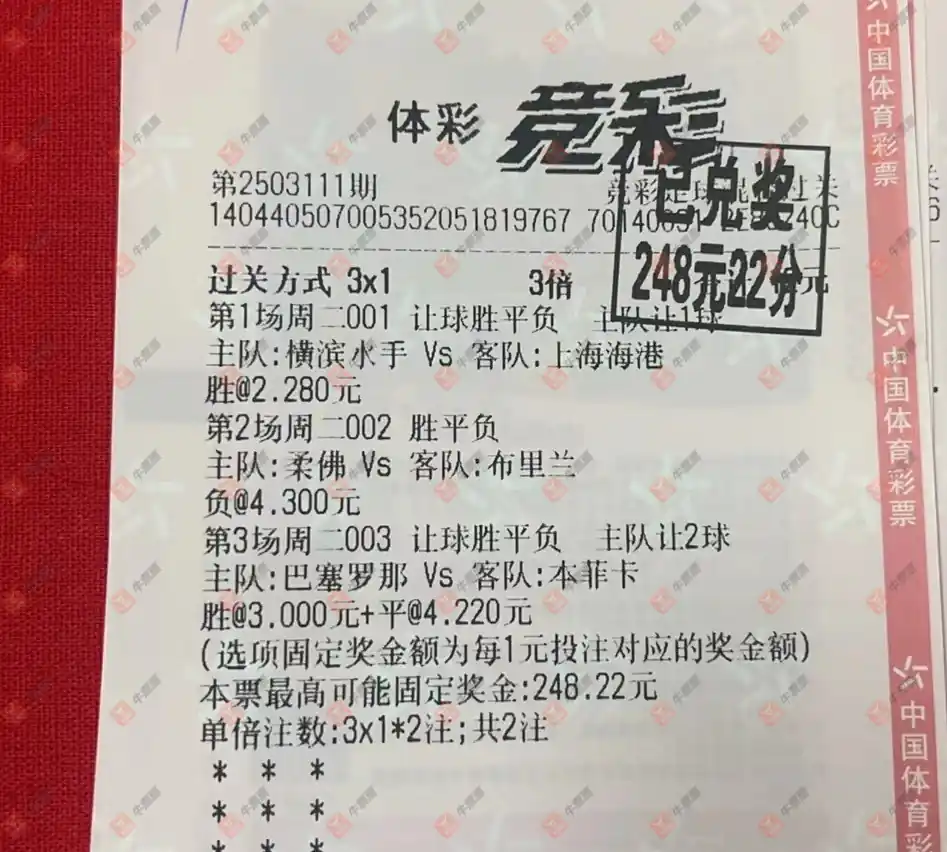 体彩 竞彩
第2503111期 竞彩足球 过关
140440507005352051819767 70140
已兑奖
248元22分
过关方式 3x1 3倍 元
第1场周二001 让球胜平负 主队让1球
主队:横滨水手 Vs 客队:上海海港
胜@2.280元
第2场周二002 胜平负
主队:柔佛 Vs 客队:布里兰
负@4.300元
第3场周二003 让球胜平负 主队让2球
主队:巴塞罗那 Vs 客队:本菲卡
胜@3.000元+平@4.220元
(选项固定奖金额为每1元投注对应的奖金额)
本票最高可能固定奖金:248.22元
单倍注数:3x1*2注;共2注
* * *
* * *
* * *
中国体育彩票
中国体育彩票
中国体育彩